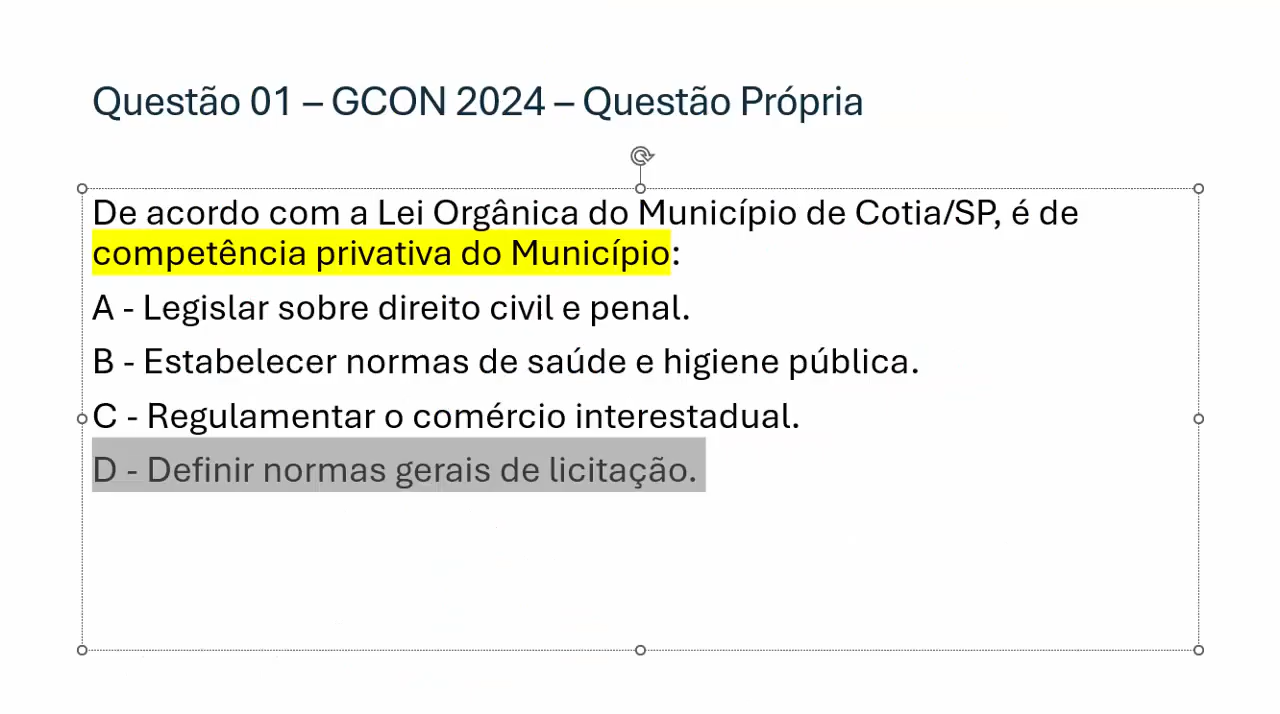 Questão 01 – GCON 2024 – Questão Própria
De acordo com a Lei Orgânica do Município de Cotia/SP, é de
competência privativa do Município:
A - Legislar sobre direito civil e penal.
B - Estabelecer normas de saúde e higiene pública.
C - Regulamentar o comércio interestadual.
D - Definir normas gerais de licitação.